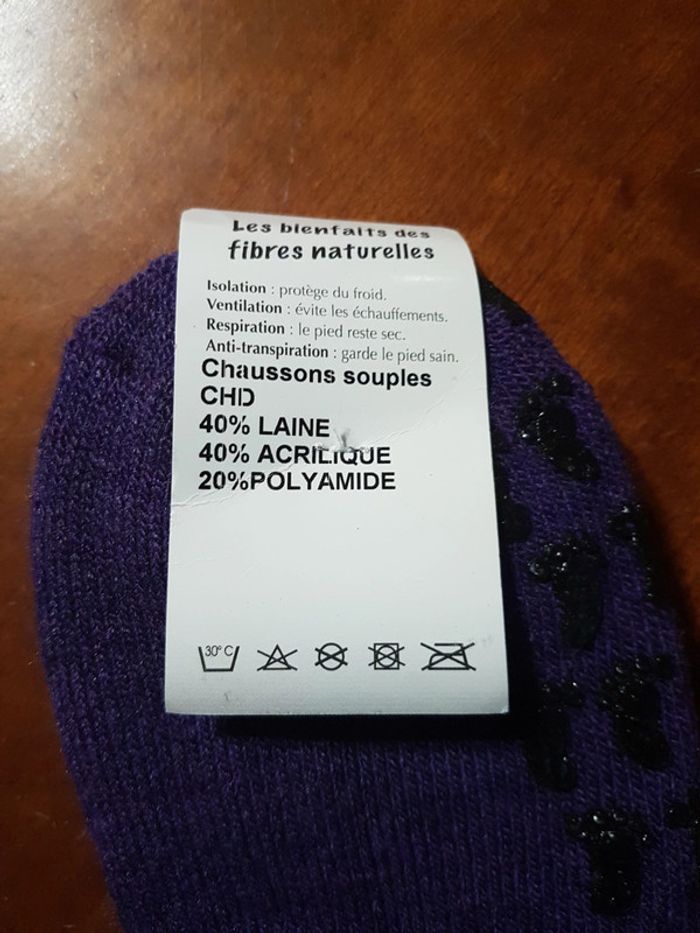 Les bienfaits des
fibres naturelles
Isolation : protège du froid.
Ventilation : évite les échauffements.
Respiration : le pied reste sec.
Anti-transpiration : garde le pied sain.
Chaussons souples
CHD
40% LAINE
40% ACRILIQUE
20%POLYAMIDE
30° C